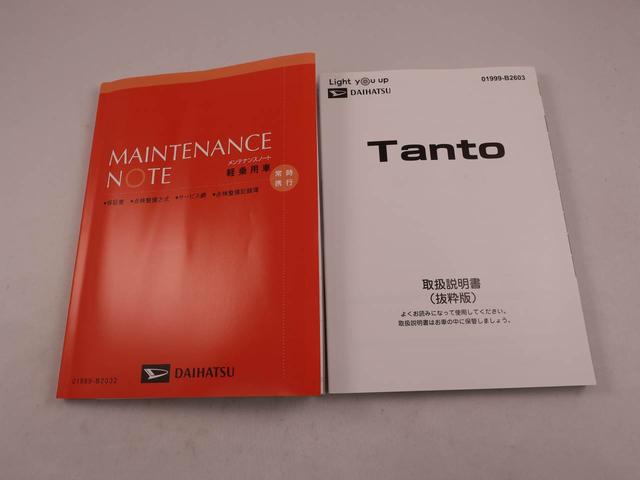 MAINTENANCE
NOTE
メンテナンスノート
軽乗用車
常時
携行
•保証書 •点検整備方式 •サービス網 •点検整備記録簿
DAIHATSU
01999-B2032
Light you up
DAIHATSU
01999-B2603
Tanto
取扱説明書
（抜粋版）
よくお読みになって使用してください。
取扱説明書はお車の中に保管しましょう。